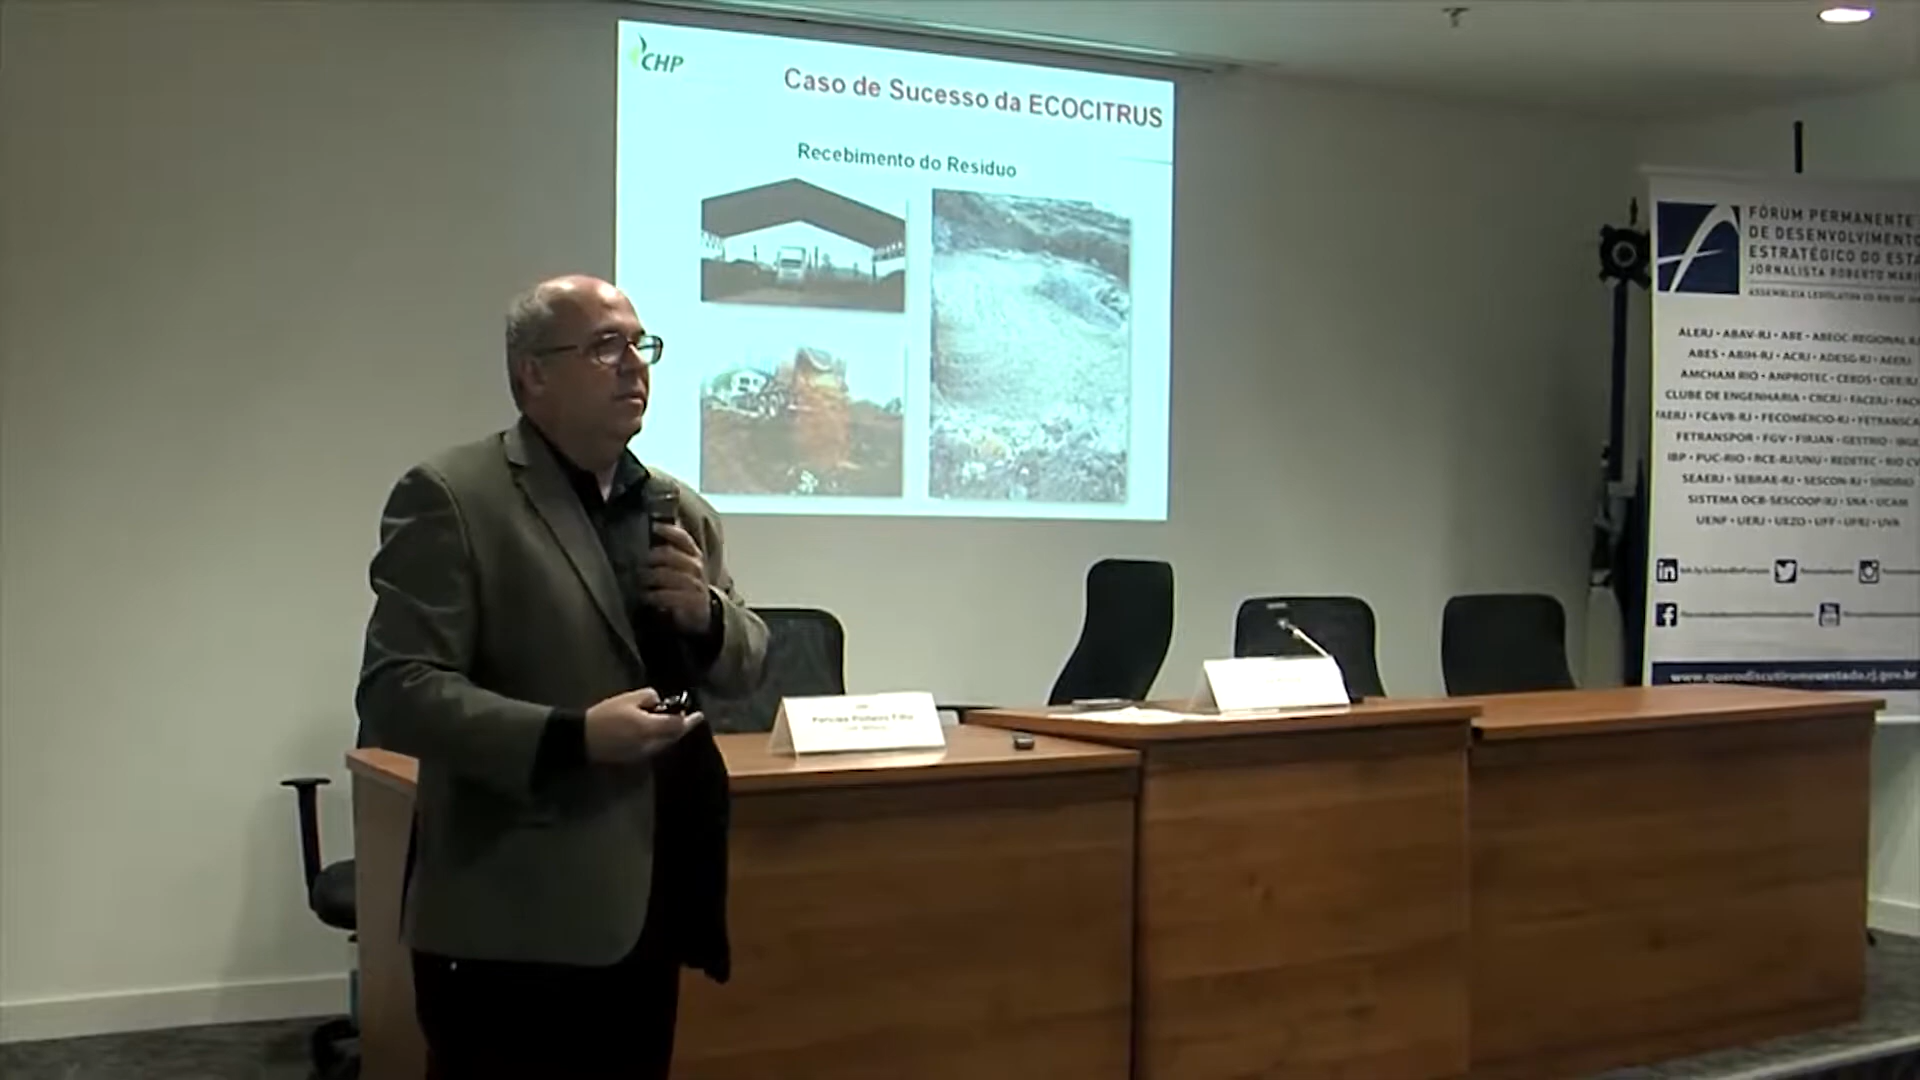 CHP
Caso de Sucesso da ECOCITRUS
Recebimento do Resíduo
FÓRUM PERMANENTE
DE DESENVOLVIMENTO
ESTRATÉGICO DO ESTA
JORNALISTA ROBERTO MARI
ALERJ • ABAV-RJ • ABE • ABEOC-REGIONAL RJ
ABES • ABIH-RJ • ACRJ • ADESG-RJ • AEERJ
AMCHAM RIO • ANPROTEC • CEBDS • CIEE/RJ
CLUBE DE ENGENHARIA • CRCRJ • FACERJ • FACH
FAERJ • FC&VB-RJ • FECOMÉRCIO-RJ • FETRANSCA
FETRANSPOR • FGV • FIRJAN • GESTRIO • IBGE
IBP • PUC-RIO • RCE-RJ/UNU • REDETEC • RIO CV
SEAERJ • SEBRAE-RJ • SESCON-RJ • SINDRIO
SISTEMA OCB-SESCOOP/RJ • SNA • UCAM
UENF • UERJ • UEZO • UFF • UFRJ • UVA
in
f
www.querodiscutiromeuestado.rj.gov.br